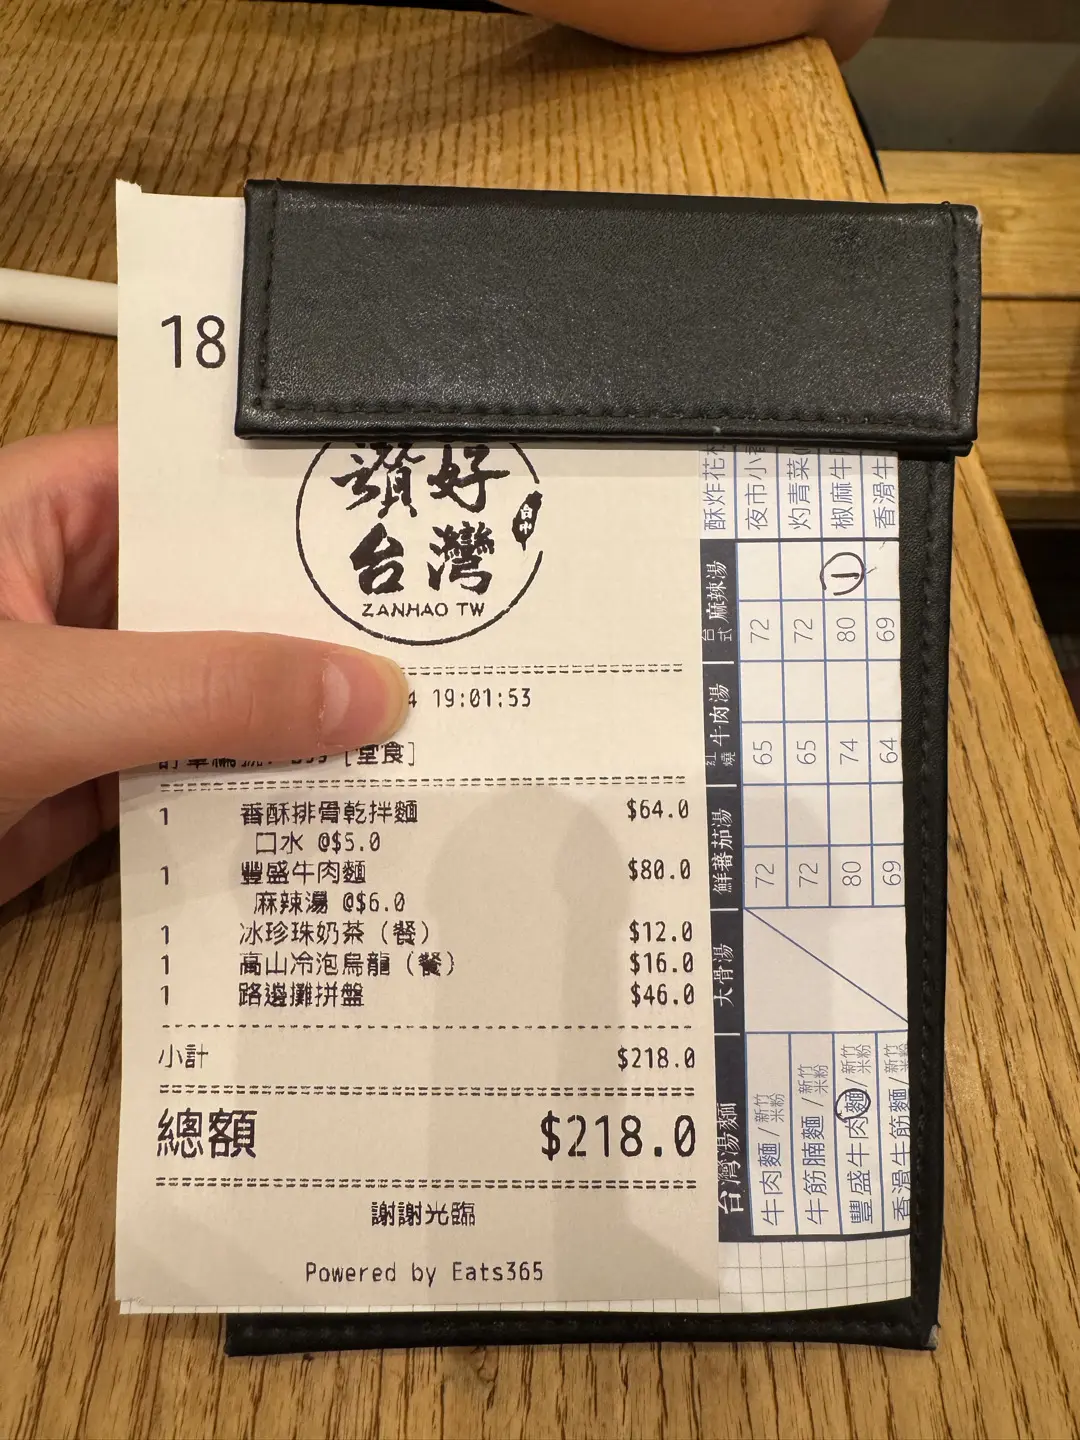 18
讚好
台灣
台中
ZANHAO TW
4 19:01:53
[堂食]
1 香酥排骨乾拌麵 $64.0
口水 @$5.0
1 豐盛牛肉麵 $80.0
麻辣湯 @$6.0
1 冰珍珠奶茶（餐） $12.0
1 高山冷泡烏龍（餐） $16.0
1 路邊攤拼盤 $46.0
小計 $218.0
總額 $218.0
謝謝光臨
Powered by Eats365
台灣湯麵 大骨湯 鮮蕃茄湯 紅燒牛肉湯 台式麻辣湯
牛肉麵/新竹米粉 72 65 72
牛筋腩麵/新竹米粉 72 65 72
豐盛牛肉麵/新竹米粉 80 74 80 1
香滑牛筋麵/新竹米粉 69 64 69
酥炸花
夜市小
灼青菜
椒麻牛
香滑牛